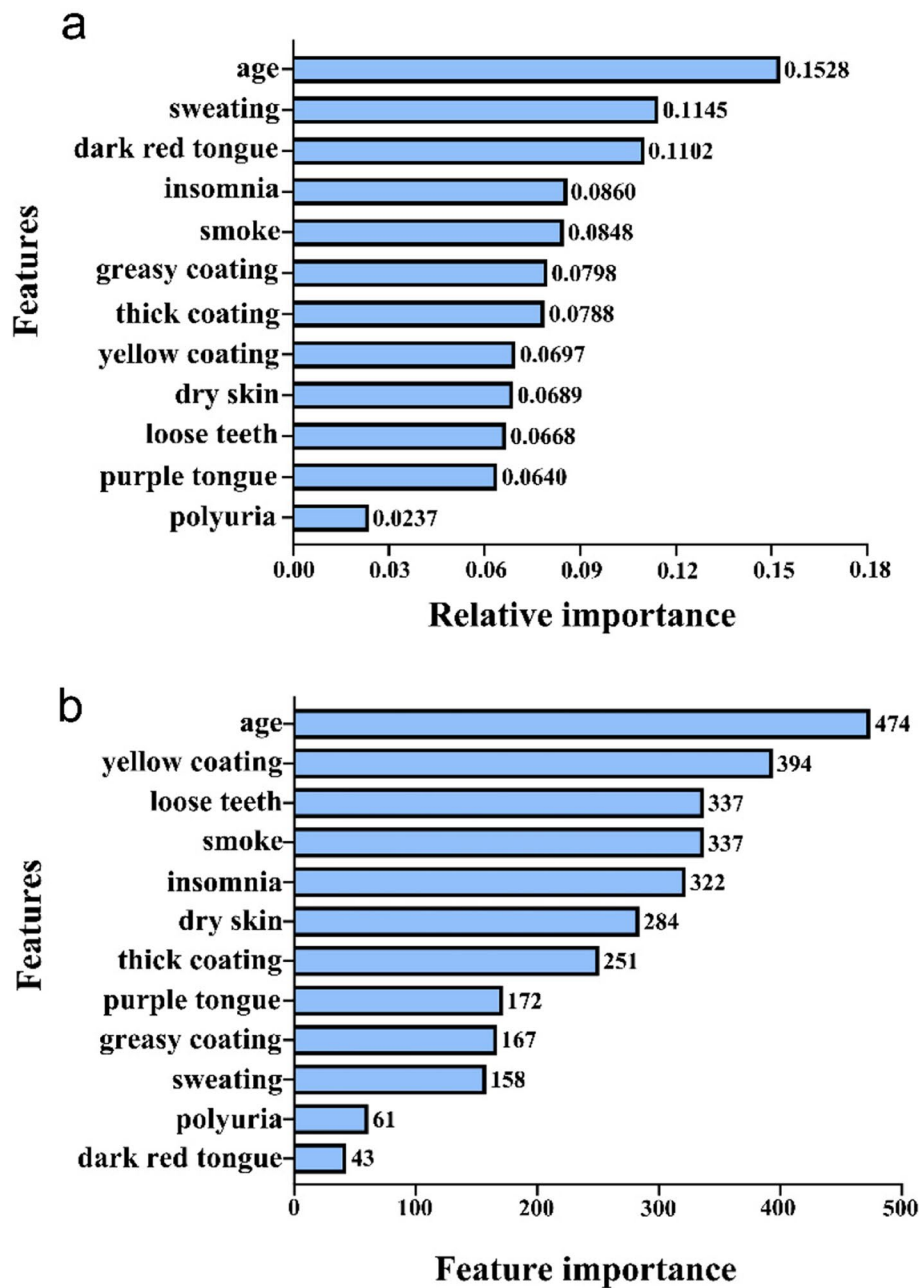 a
Features
age 0.1528
sweating 0.1145
dark red tongue 0.1102
insomnia 0.0860
smoke 0.0848
greasy coating 0.0798
thick coating 0.0788
yellow coating 0.0697
dry skin 0.0689
loose teeth 0.0668
purple tongue 0.0640
polyuria 0.0237
0.00 0.03 0.06 0.09 0.12 0.15 0.18
Relative importance
b
Features
age 474
yellow coating 394
loose teeth 337
smoke 337
insomnia 322
dry skin 284
thick coating 251
purple tongue 172
greasy coating 167
sweating 158
polyuria 61
dark red tongue 43
0 100 200 300 400 500
Feature importance